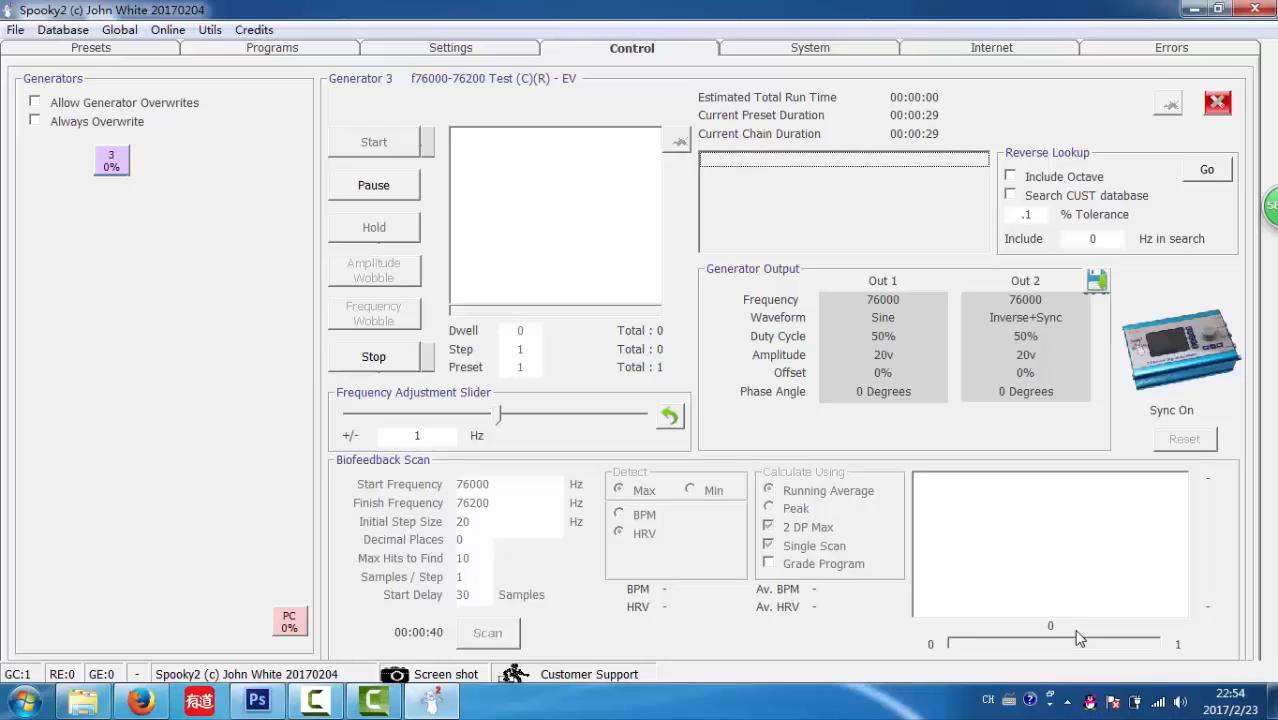 Spooky2 (c) John White 20170204
File Database Global Online Utils Credits
Presets Programs Settings Control System Internet Errors
Generators
Allow Generator Overwrites
Always Overwrite
3
0%
PC
0%
Generator 3 f76000-76200 Test (C)(R) - EV
Start
Pause
Hold
Amplitude
Wobble
Frequency
Wobble
Stop
Dwell 0 Total : 0
Step 1 Total : 0
Preset 1 Total : 1
Estimated Total Run Time 00:00:00
Current Preset Duration 00:00:29
Current Chain Duration 00:00:29
Reverse Lookup
Include Octave
Go
Search CUST database
.1 % Tolerance
Include 0 Hz in search
Generator Output
Out 1 Out 2
Frequency 76000 76000
Waveform Sine Inverse+Sync
Duty Cycle 50% 50%
Amplitude 20v 20v
Offset 0% 0%
Phase Angle 0 Degrees 0 Degrees
Sync On
Reset
Frequency Adjustment Slider
+/- 1 Hz
Biofeedback Scan
Start Frequency 76000 Hz
Finish Frequency 76200 Hz
Initial Step Size 20 Hz
Decimal Places 0
Max Hits to Find 10
Samples / Step 1
Start Delay 30 Samples
00:00:40 Scan
Detect
Max Min
BPM
HRV
BPM -
HRV -
Calculate Using
Running Average
Peak
2 DP Max
Single Scan
Grade Program
Av. BPM -
Av. HRV -
-
-
0
0 1
58
GC:1 RE:0 GE:0 - Spooky2 (c) John White 20170204 Screen shot Customer Support
有道 Ps CH 22:54
2017/2/23